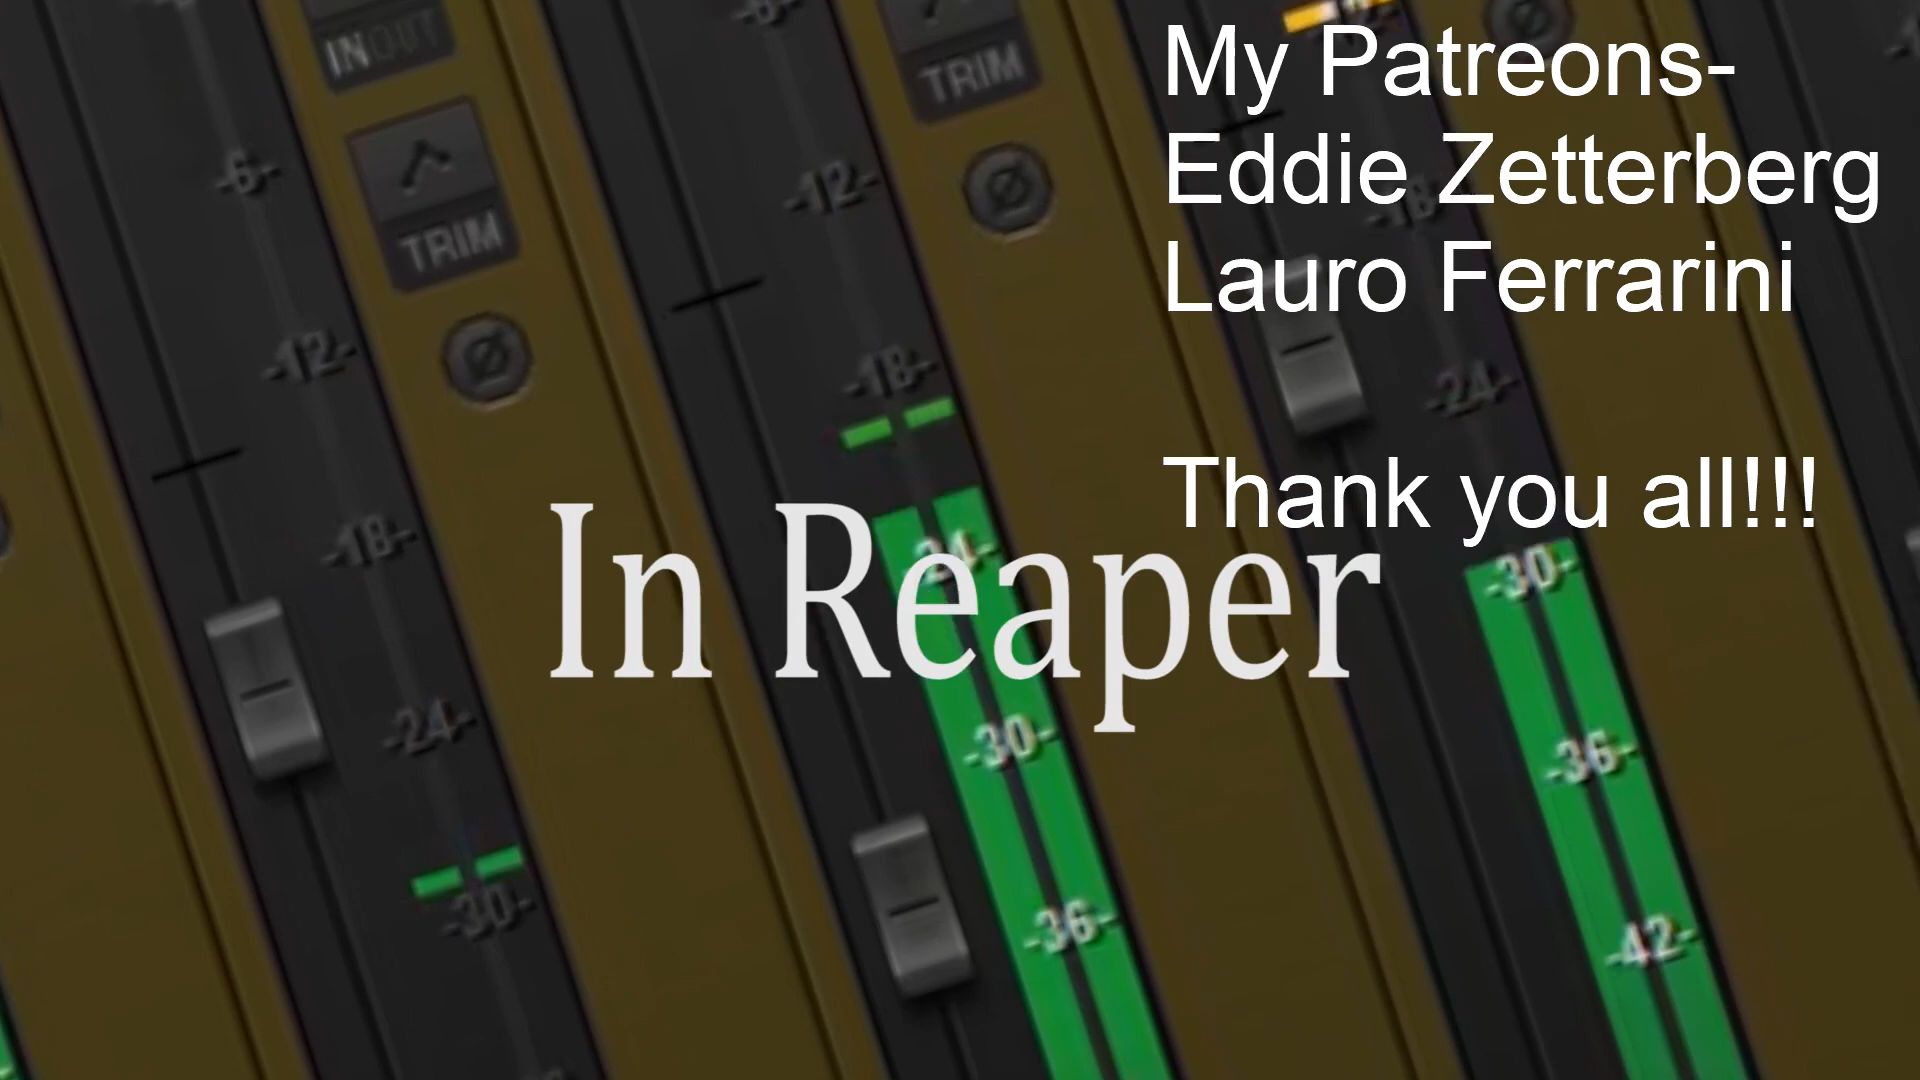 My Patreons-
Eddie Zetterberg
Lauro Ferrarini
Thank you all!!!
In Reaper
IN OUT
TRIM
-6-
-12-
-18-
-24-
-30-
TRIM
-12-
-18-
-24-
-30-
-36-
-18-
-24-
-30-
-36-
-42-